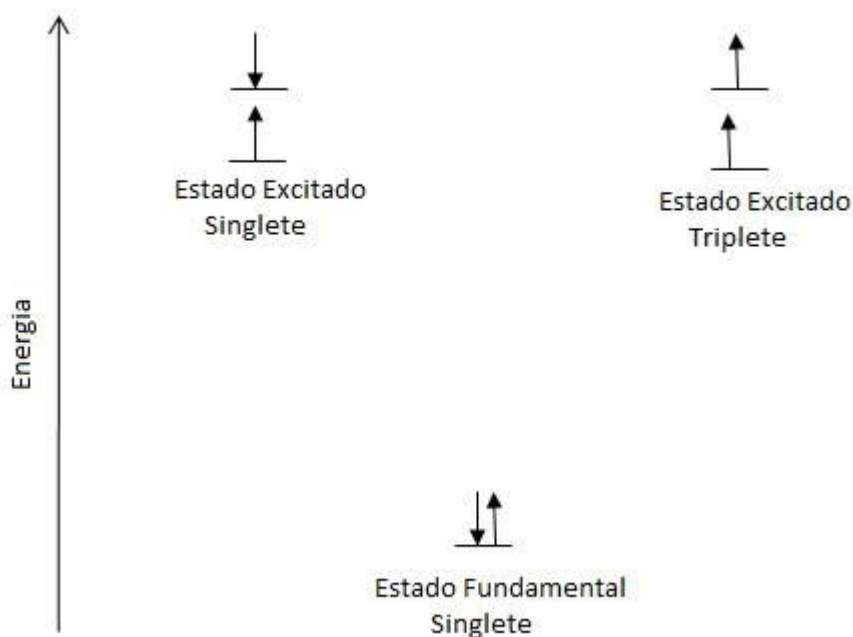 Estado Excitado
Singlete
Estado Excitado
Triplete
Energia
Estado Fundamental
Singlete